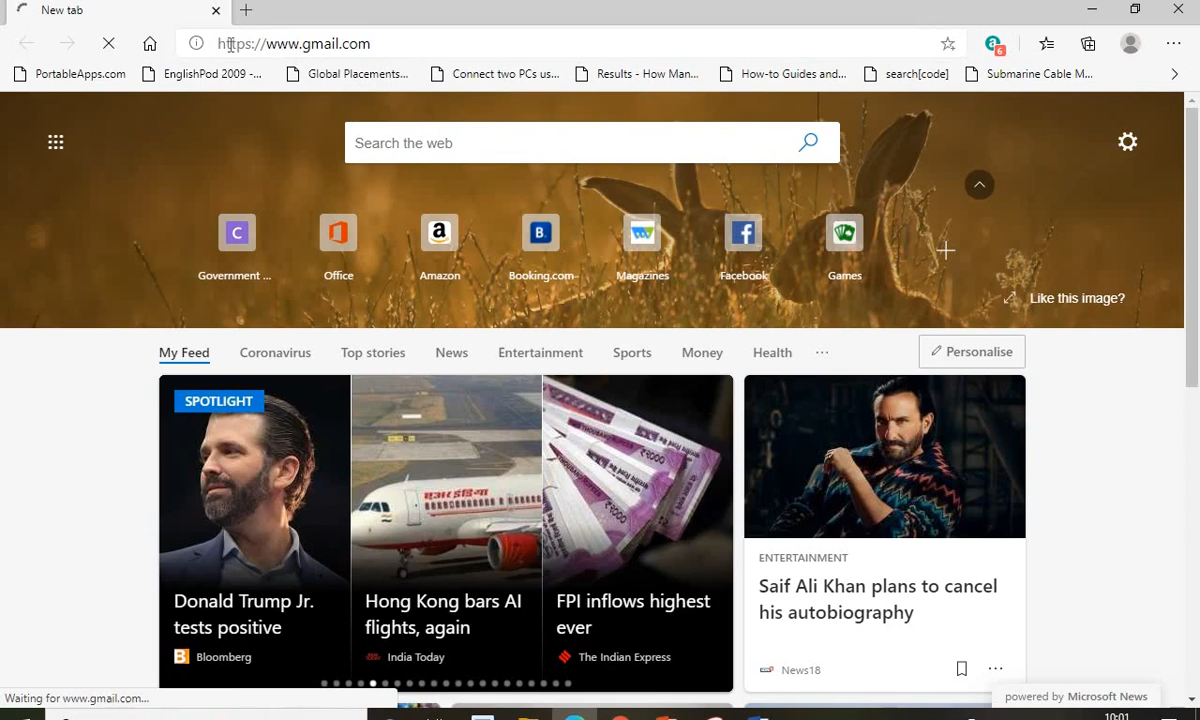 New tab
https://www.gmail.com
6
PortableApps.com
EnglishPod 2009 -...
Global Placements...
Connect two PCs us...
Results - How Man...
How-to Guides and...
search[code]
Submarine Cable M...
Search the web
C
a
B.
Government ...
Office
Amazon
Booking.com
Magazines
Facebook
Games
Like this image?
My Feed
Coronavirus
Top stories
News
Entertainment
Sports
Money
Health
...
Personalise
SPOTLIGHT
Donald Trump Jr.
tests positive
Bloomberg
एअर इंडिया
Hong Kong bars AI
flights, again
India Today
FPI inflows highest
ever
The Indian Express
ENTERTAINMENT
Saif Ali Khan plans to cancel
his autobiography
News18
Waiting for www.gmail.com...
powered by Microsoft News
10:01